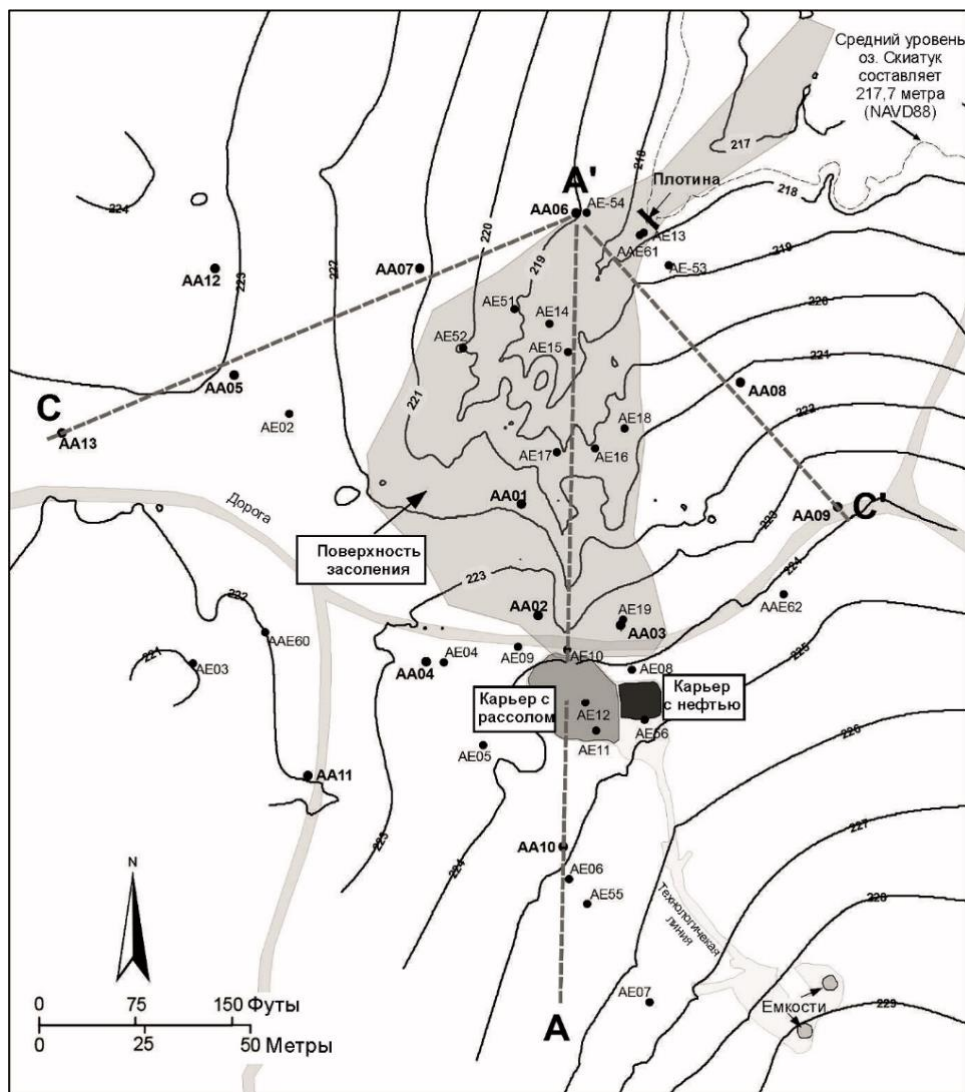 Средний уровень
оз. Скиатук
составляет
217,7 метра
(NAVD88)
217
218
Плотина
218
A'
AA06
AE-54
AE13
AAE61
AE-53
219
224
220
222
219
AA12
223
AA07
220
AE51
AE14
AE52
AE15
221
221
AA05
AA08
C
AE02
AE18
222
AA13
AE17
AE16
Дорога
AA01
AA09
C'
223
Поверхность
засоления
224
223
AA02
AE19
AAE62
222
AA03
AAE60
221
AE03
AA04
AE04
AE09
AE10
AE08
225
Карьер с
рассолом
Карьер
с нефтью
AE12
AE56
AE11
AE05
226
AA11
223
AA10
224
227
AE06
AE55
228
Технологичекая
линия
N
AE07
Емкости
229
0 75 150 Футы
0 25 50 Метры
A